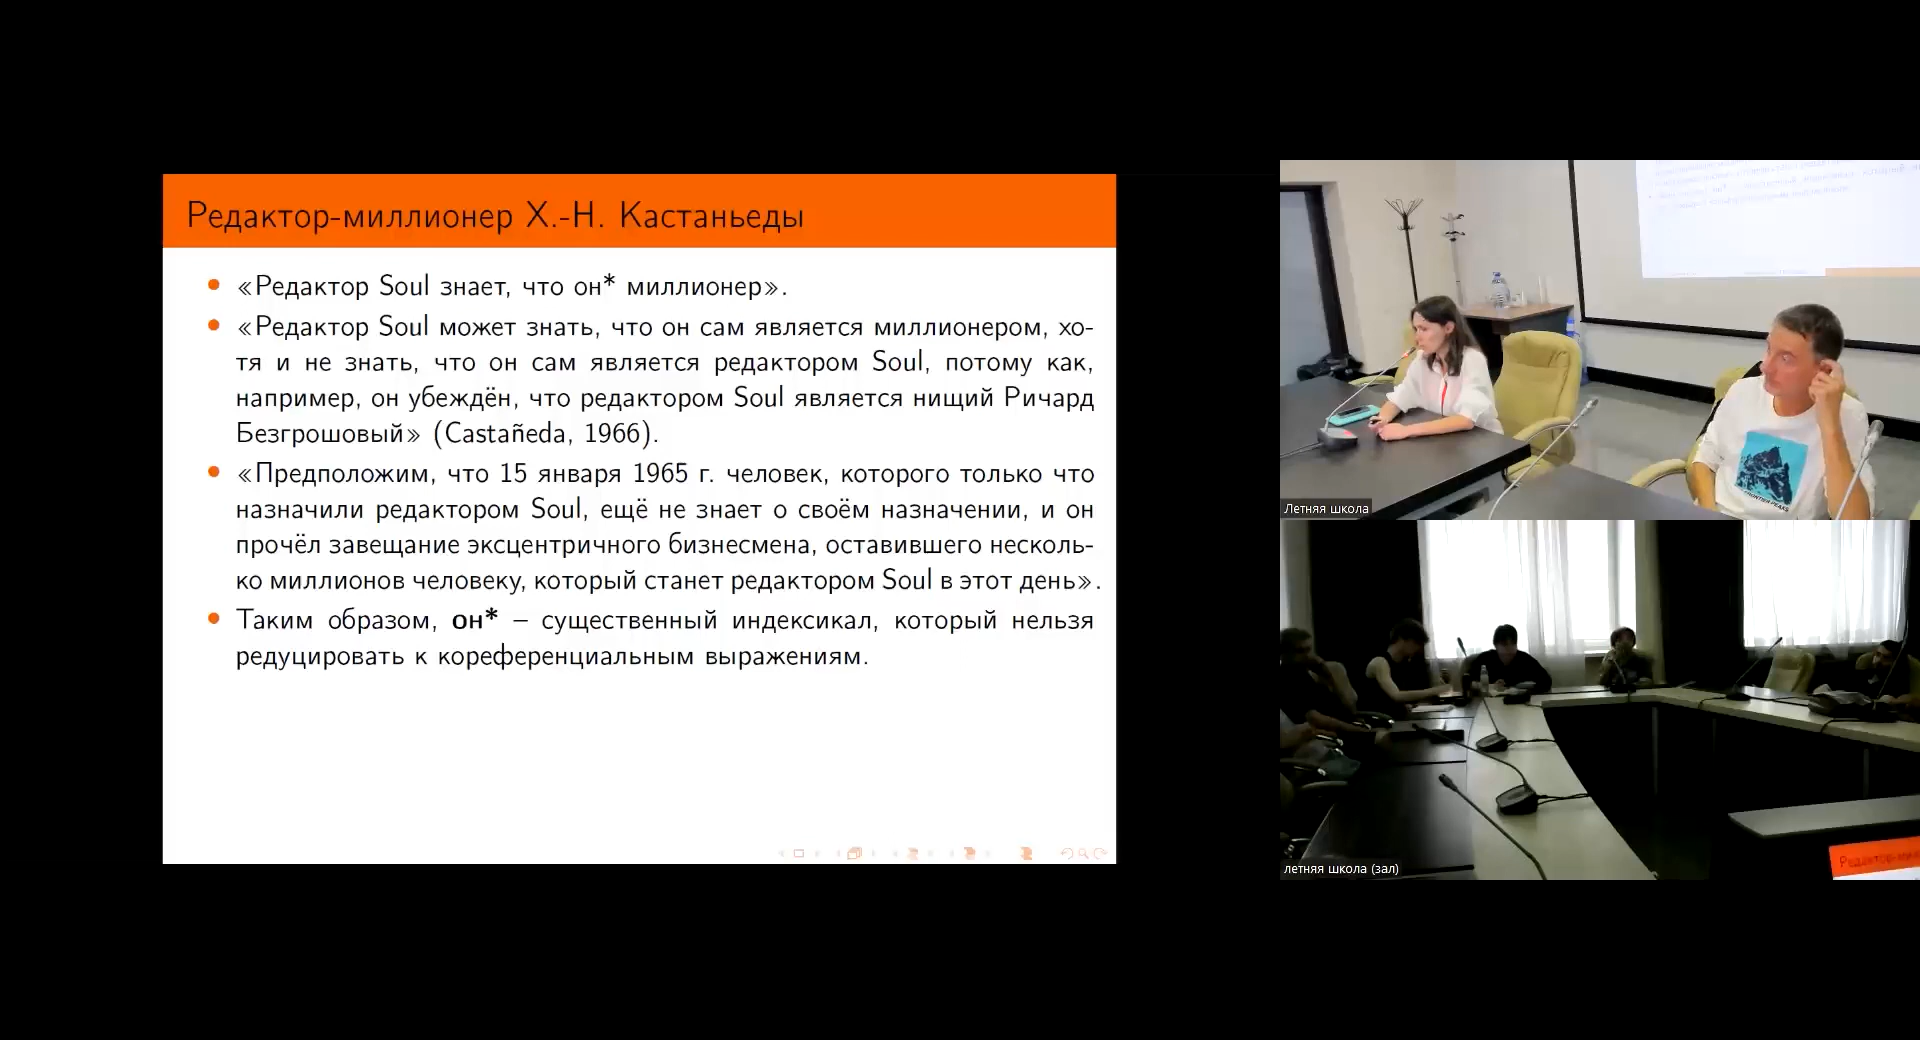 Редактор-миллионер Х.-Н. Кастаньеды
«Редактор Soul знает, что он* миллионер».
«Редактор Soul может знать, что он сам является миллионером, хо-
тя и не знать, что он сам является редактором Soul, потому как,
например, он убеждён, что редактором Soul является нищий Ричард
Безгрошовый» (Castañeda, 1966).
«Предположим, что 15 января 1965 г. человек, которого только что
назначили редактором Soul, ещё не знает о своём назначении, и он
прочёл завещание эксцентричного бизнесмена, оставившего несколь-
ко миллионов человеку, который станет редактором Soul в этот день».
Таким образом, он* – существенный индексикал, который нельзя
редуцировать к кореференциальным выражениям.
Летняя школа
летняя школа (зал)